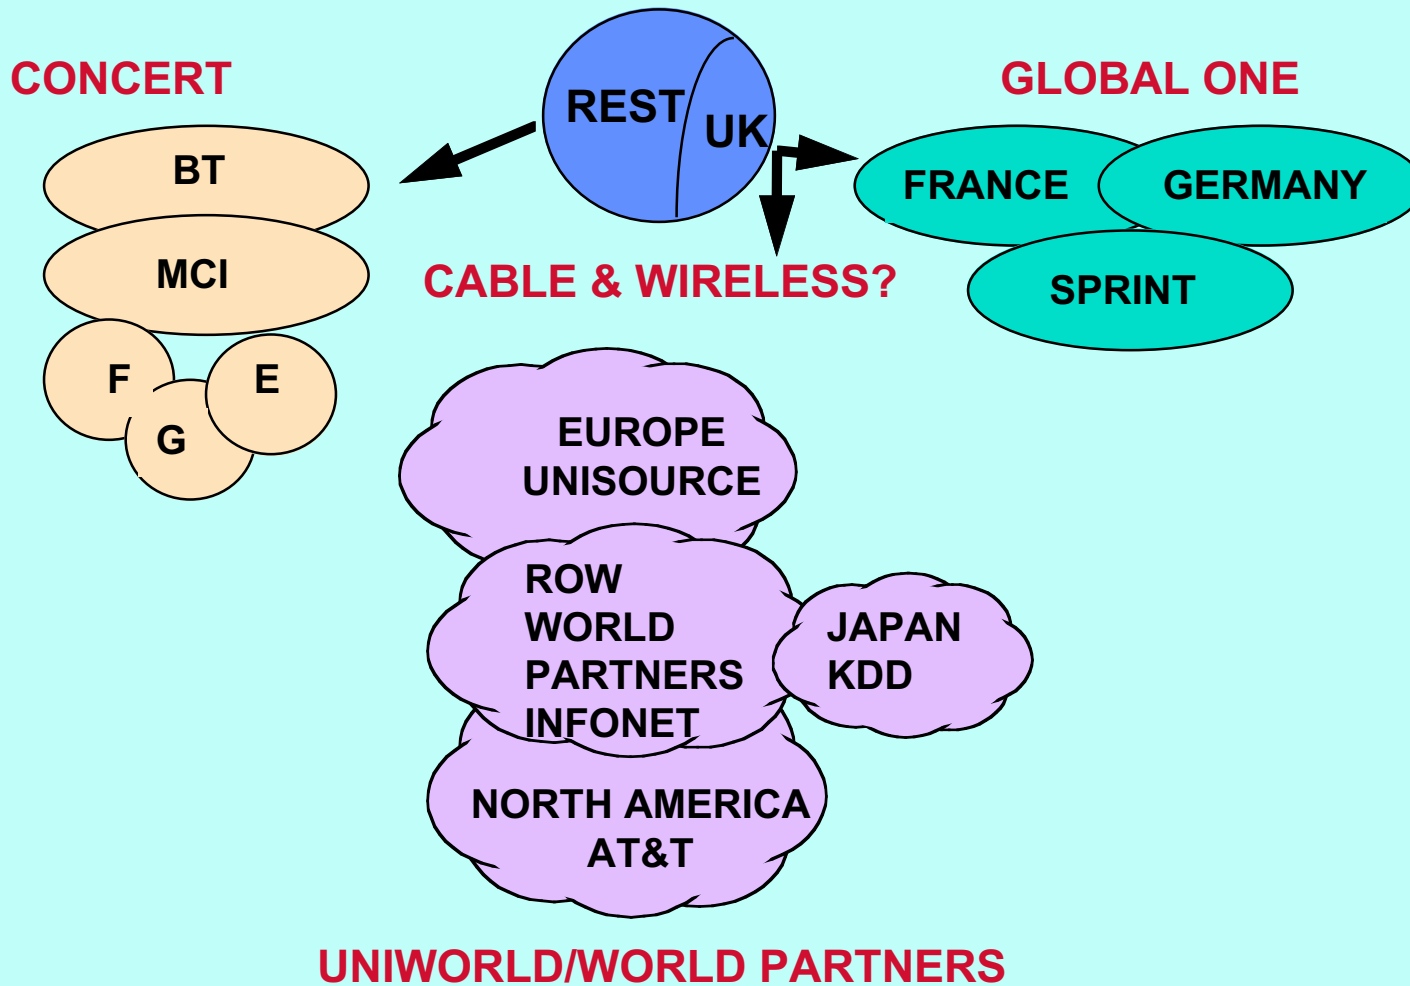 CONCERT
REST
UK
GLOBAL ONE
BT
MCI
F
E
G
FRANCE
GERMANY
SPRINT
CABLE & WIRELESS?
EUROPE
UNISOURCE
ROW
WORLD
PARTNERS
INFONET
JAPAN
KDD
NORTH AMERICA
AT&T
UNIWORLD/WORLD PARTNERS